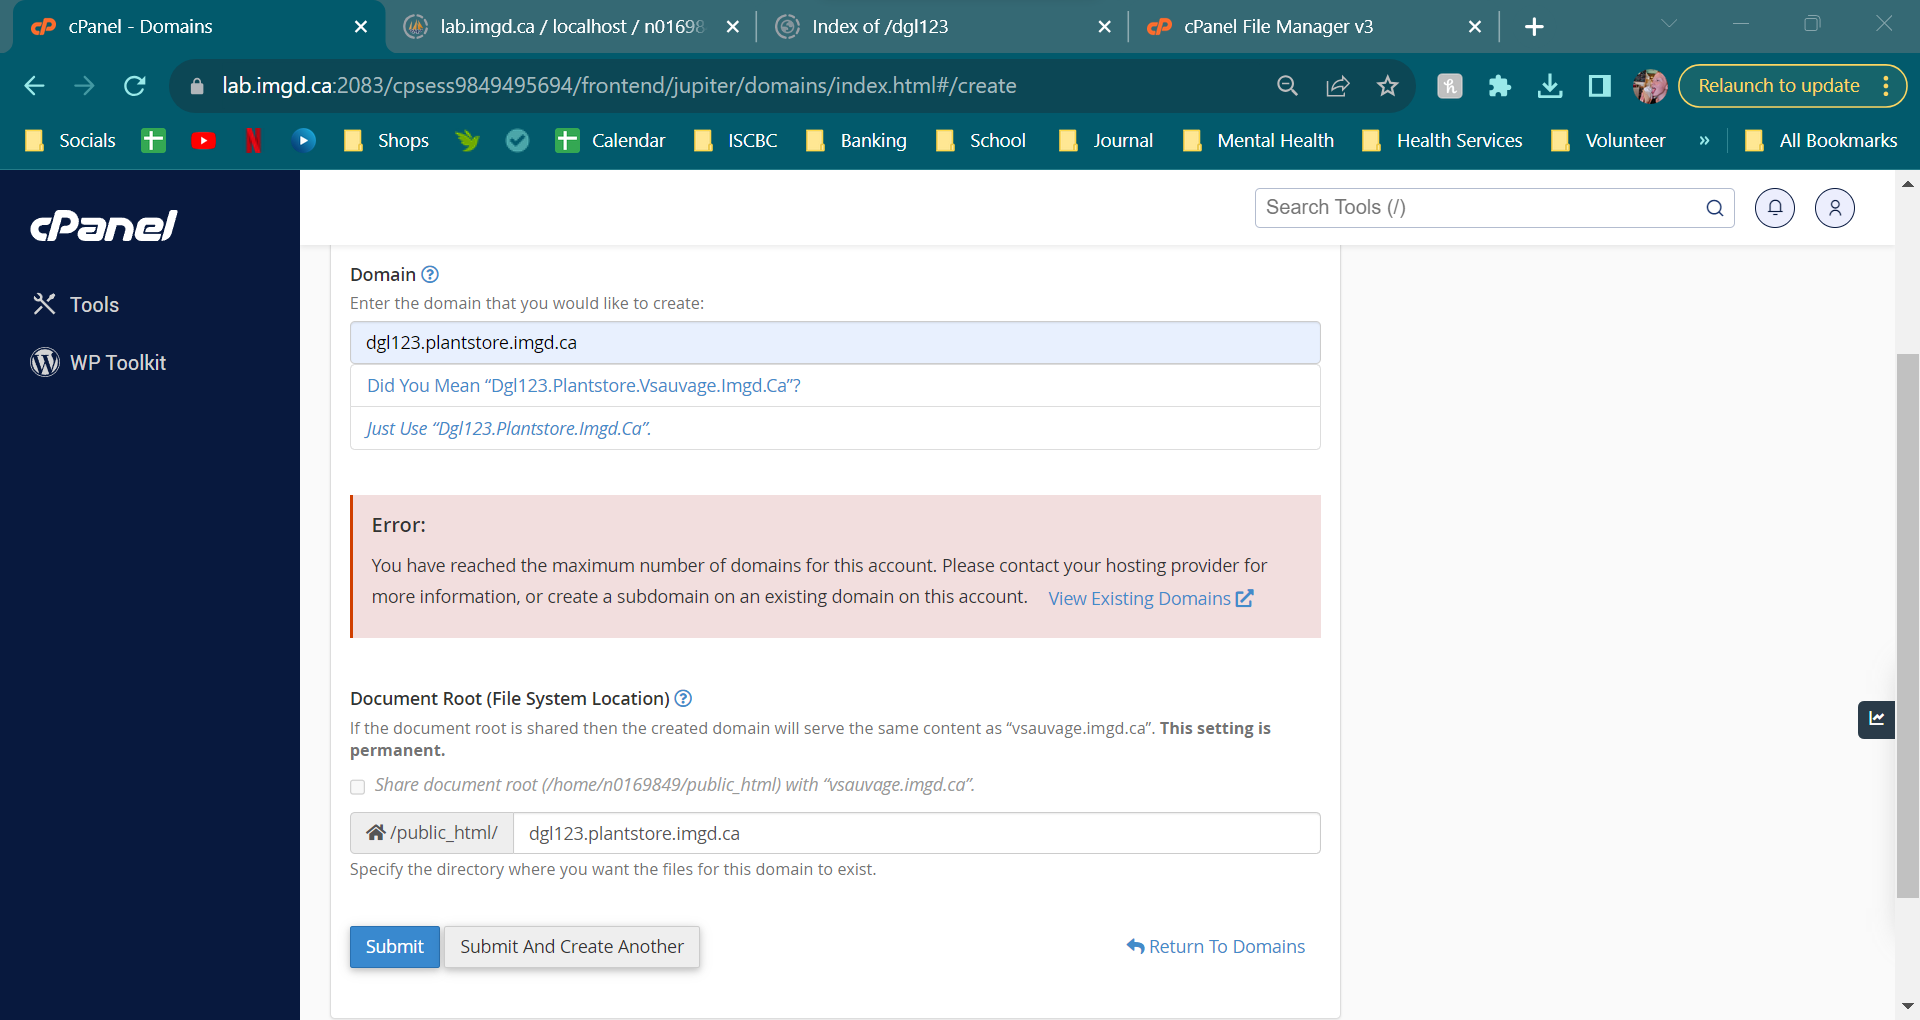 cPanel - Domains
lab.imgd.ca / localhost / n01698
Index of /dgl123
cPanel File Manager v3
lab.imgd.ca:2083/cpsess9849495694/frontend/jupiter/domains/index.html#/create
Relaunch to update
Socials
Shops
Calendar
ISCBC
Banking
School
Journal
Mental Health
Health Services
Volunteer
»
All Bookmarks
cPanel
Search Tools (/)
Tools
WP Toolkit
Domain
Enter the domain that you would like to create:
dgl123.plantstore.imgd.ca
Did You Mean “Dgl123.Plantstore.Vsauvage.Imgd.Ca”?
Just Use “Dgl123.Plantstore.Imgd.Ca”.
Error:
You have reached the maximum number of domains for this account. Please contact your hosting provider for
more information, or create a subdomain on an existing domain on this account. View Existing Domains
Document Root (File System Location)
If the document root is shared then the created domain will serve the same content as “vsauvage.imgd.ca”. This setting is
permanent.
Share document root (/home/n0169849/public_html) with “vsauvage.imgd.ca”.
/public_html/ dgl123.plantstore.imgd.ca
Specify the directory where you want the files for this domain to exist.
Submit
Submit And Create Another
Return To Domains